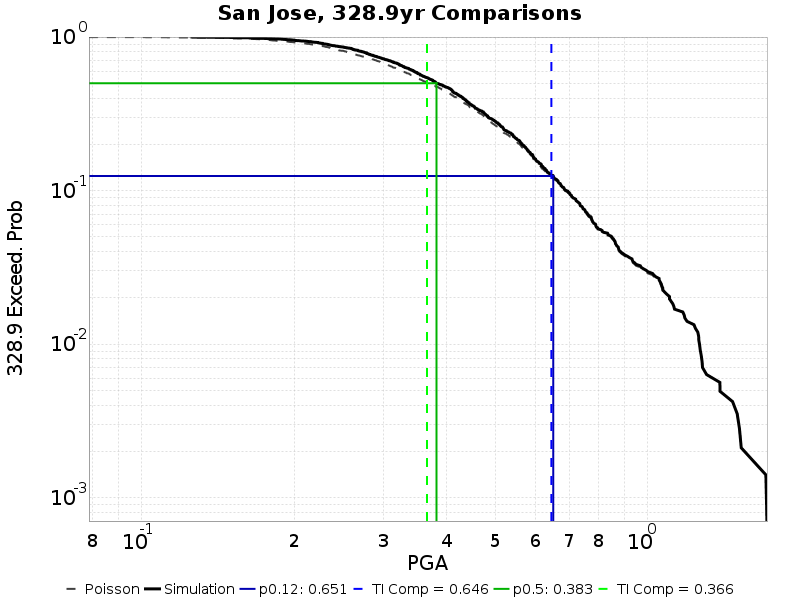 San Jose, 328.9yr Comparisons
10^0
10^-1
10^-2
10^-3
328.9 Exceed. Prob
8 10^-1 2 3 4 5 6 7 8 10^0
PGA
Poisson Simulation p0.12: 0.651 TI Comp = 0.646 p0.5: 0.383 TI Comp = 0.366